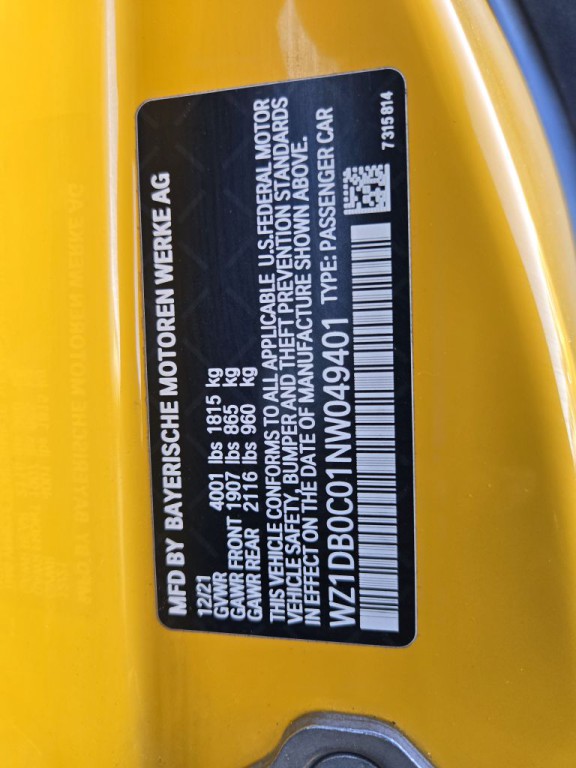 MFD BY BAYERISCHE MOTOREN WERKE AG
12/21
GVWR 4001 lbs 1815 kg
GAWR FRONT 1907 lbs 865 kg
GAWR REAR 2116 lbs 960 kg
THIS VEHICLE CONFORMS TO ALL APPLICABLE U.S.FEDERAL MOTOR
VEHICLE SAFETY, BUMPER AND THEFT PREVENTION STANDARDS
IN EFFECT ON THE DATE OF MANUFACTURE SHOWN ABOVE.
WZ1DB0C01NW049401 TYPE: PASSENGER CAR
7 315 814